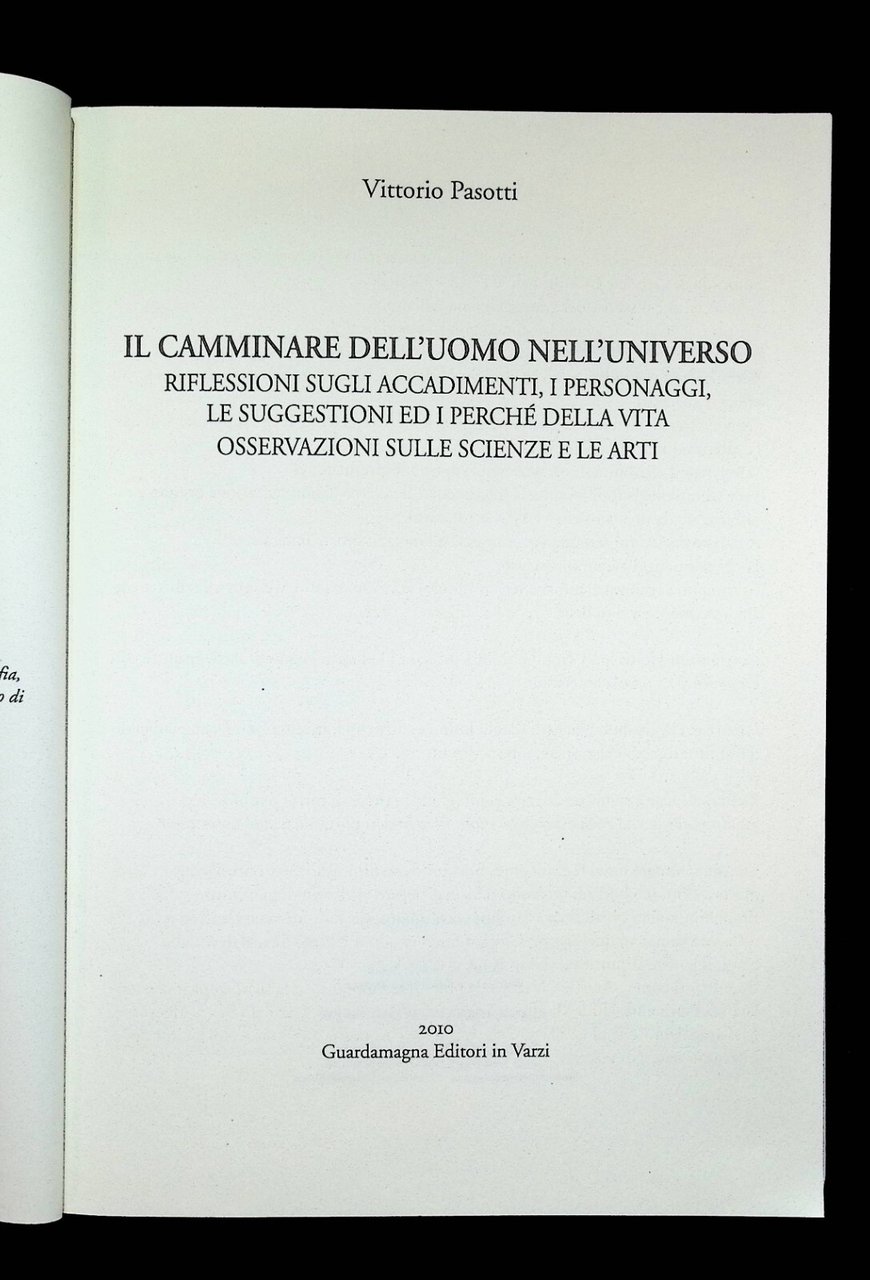 Vittorio Pasotti
IL CAMMINARE DELL'UOMO NELL'UNIVERSO
RIFLESSIONI SUGLI ACCADIMENTI, I PERSONAGGI,
LE SUGGESTIONI ED I PERCHÉ DELLA VITA
OSSERVAZIONI SULLE SCIENZE E LE ARTI
di
2010
Guardamagna Editori in Varzi